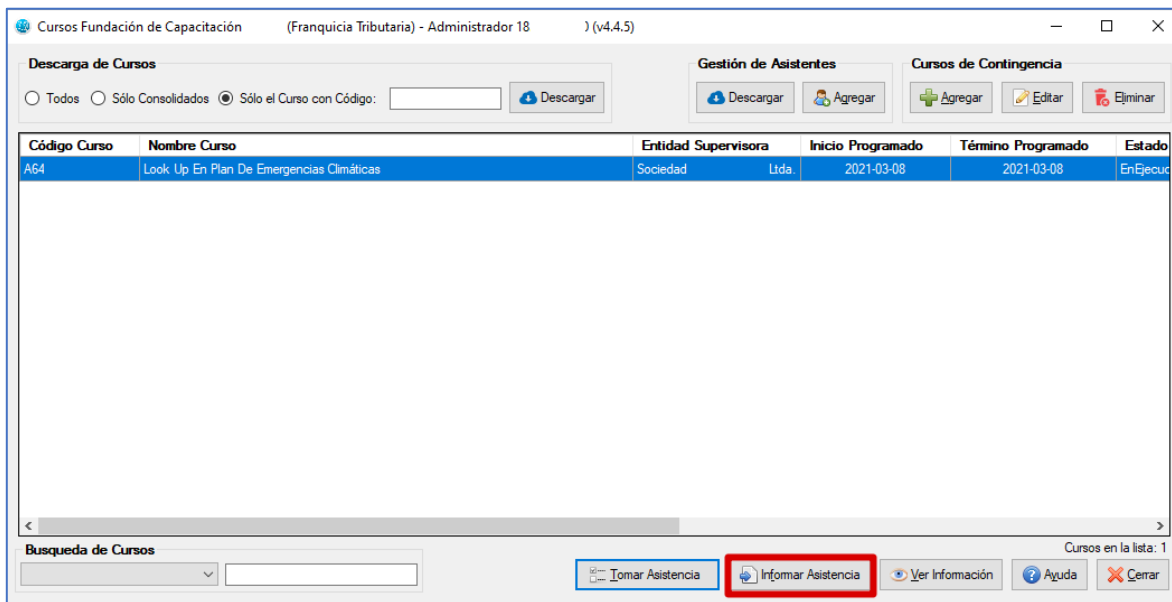 Cursos Fundación de Capacitación (Franquicia Tributaria) - Administrador 18 ) (v4.4.5)
Descarga de Cursos
Todos Sólo Consolidados Sólo el Curso con Código: Descargar
Gestión de Asistentes
Descargar Agregar
Cursos de Contingencia
Agregar Editar Eliminar
Código Curso Nombre Curso Entidad Supervisora Inicio Programado Término Programado Estado
A64 Look Up En Plan De Emergencias Climáticas Sociedad Ltda. 2021-03-08 2021-03-08 EnEjecuc
Cursos en la lista: 1
Busqueda de Cursos
Tomar Asistencia Informar Asistencia Ver Información Ayuda Cerrar